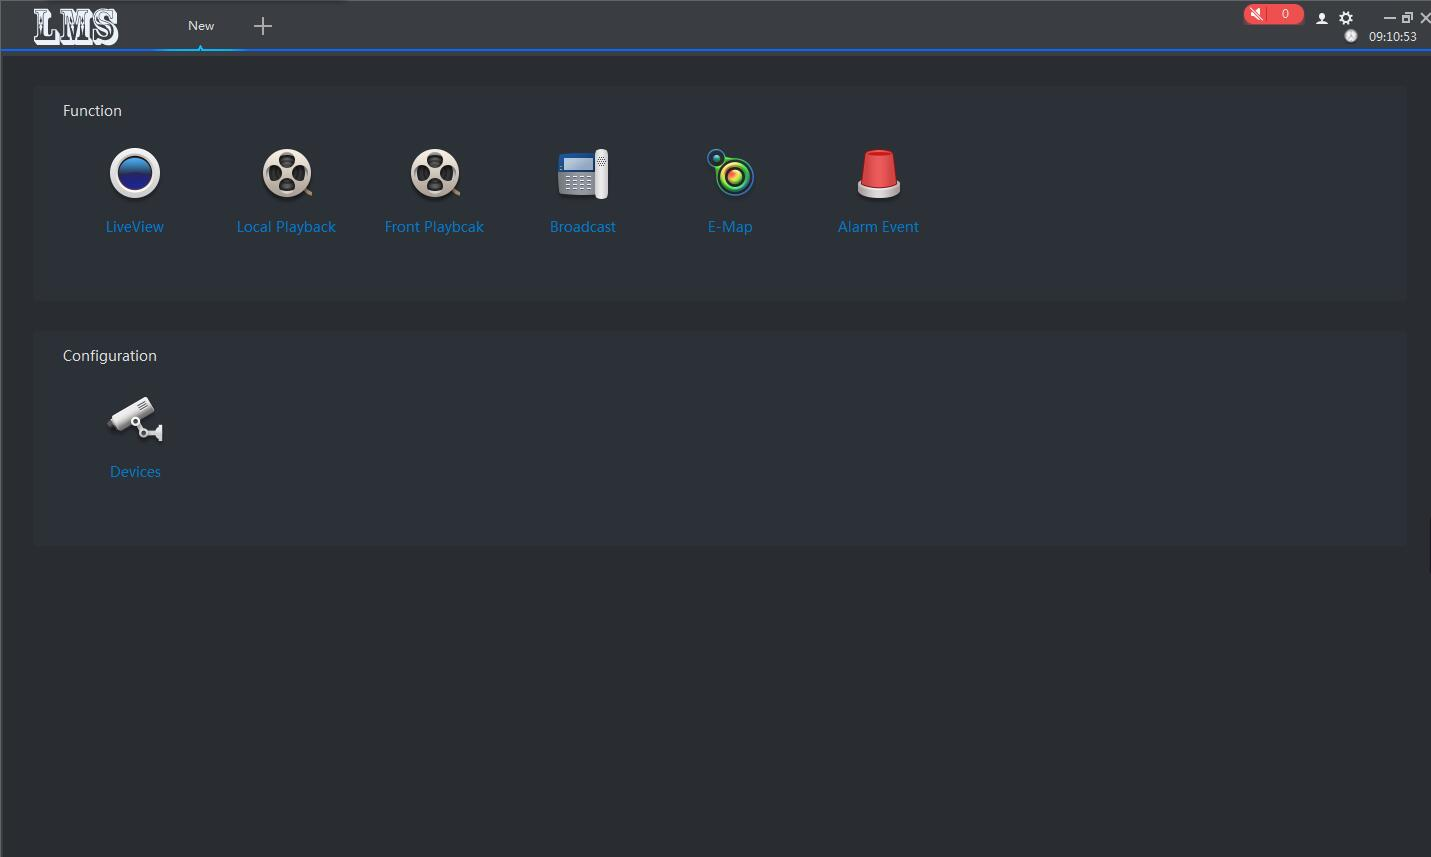 LMS
New
0
09:10:53
Function
LiveView
Local Playback
Front Playbcak
Broadcast
E-Map
Alarm Event
Configuration
Devices